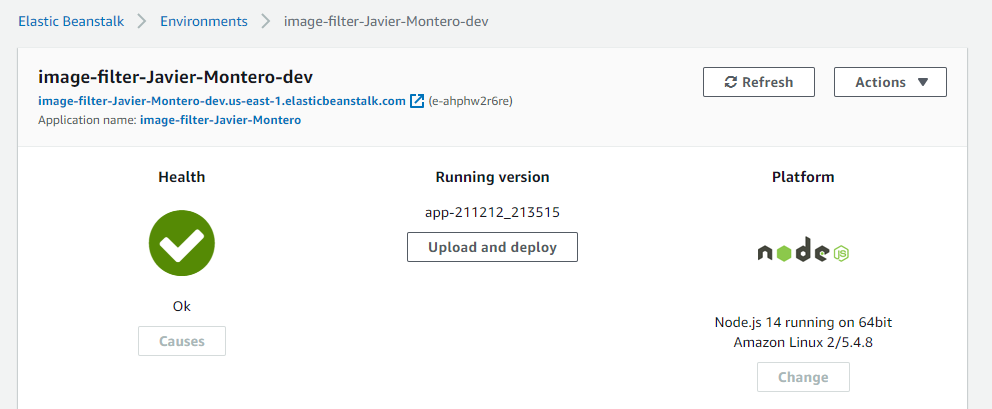 Elastic Beanstalk > Environments > image-filter-Javier-Montero-dev
image-filter-Javier-Montero-dev
Refresh
Actions
image-filter-Javier-Montero-dev.us-east-1.elasticbeanstalk.com (e-ahphw2r6re)
Application name: image-filter-Javier-Montero
Health
Ok
Causes
Running version
app-211212_213515
Upload and deploy
Platform
node JS
Node.js 14 running on 64bit
Amazon Linux 2/5.4.8
Change